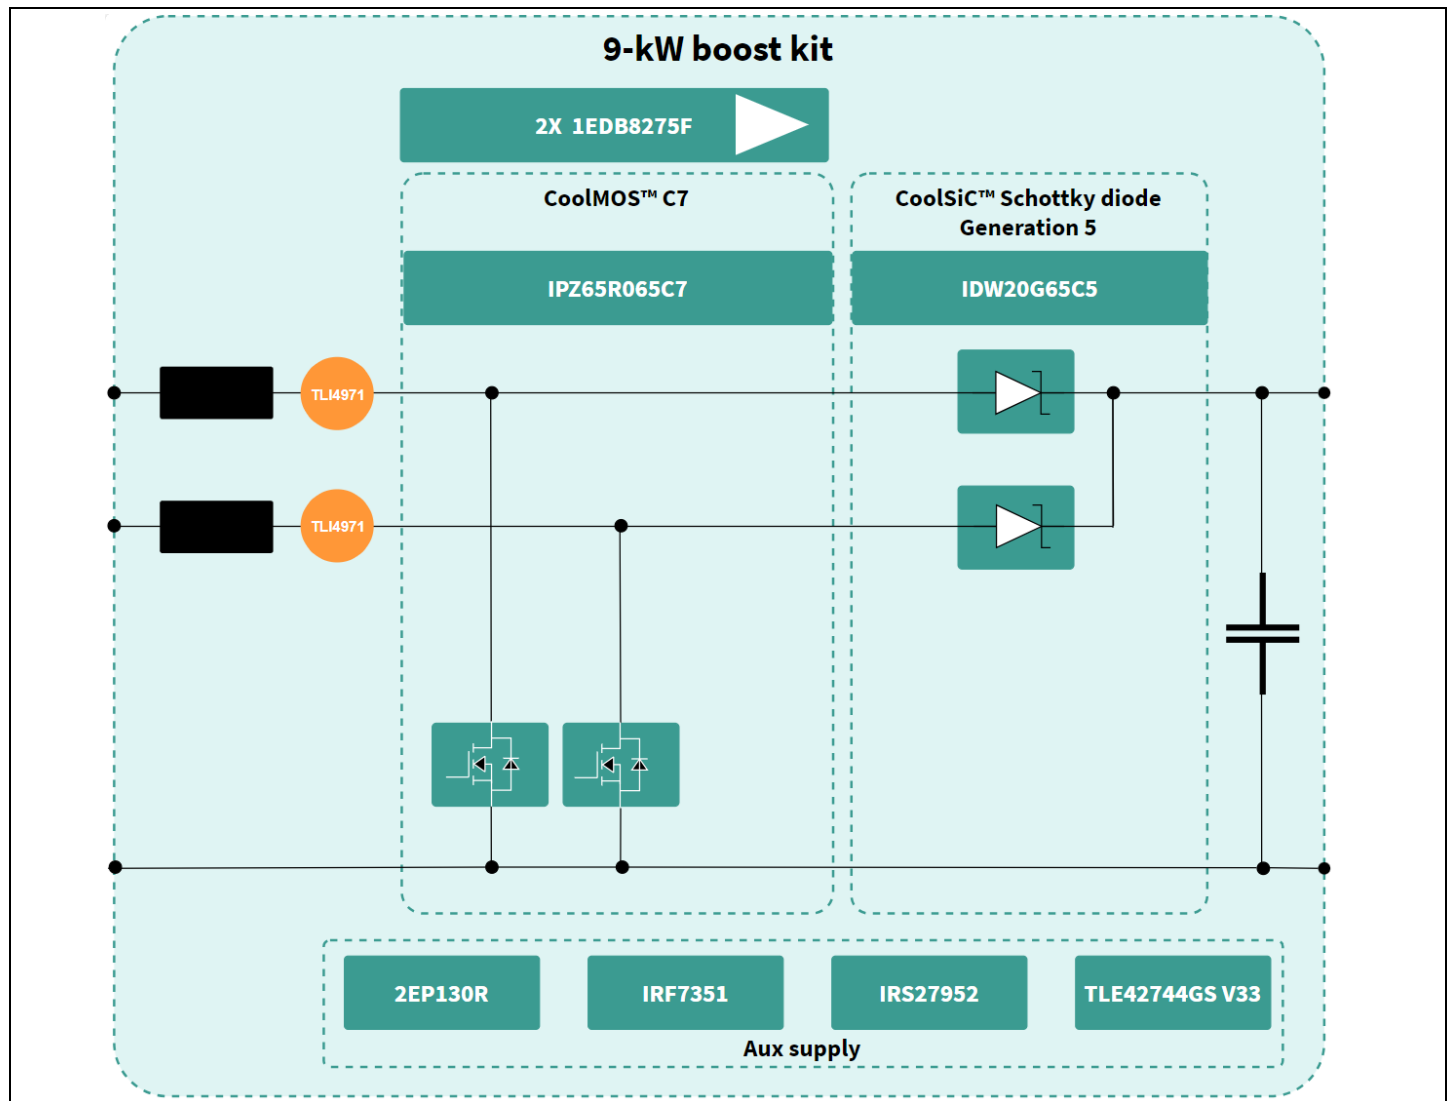 9-kW boost kit
2X 1EDB8275F
CoolMOS™ C7
IPZ65R065C7
CoolSiC™ Schottky diode
Generation 5
IDW20G65C5
TLI4971
TLI4971
2EP130R
IRF7351
IRS27952
TLE42744GS V33
Aux supply